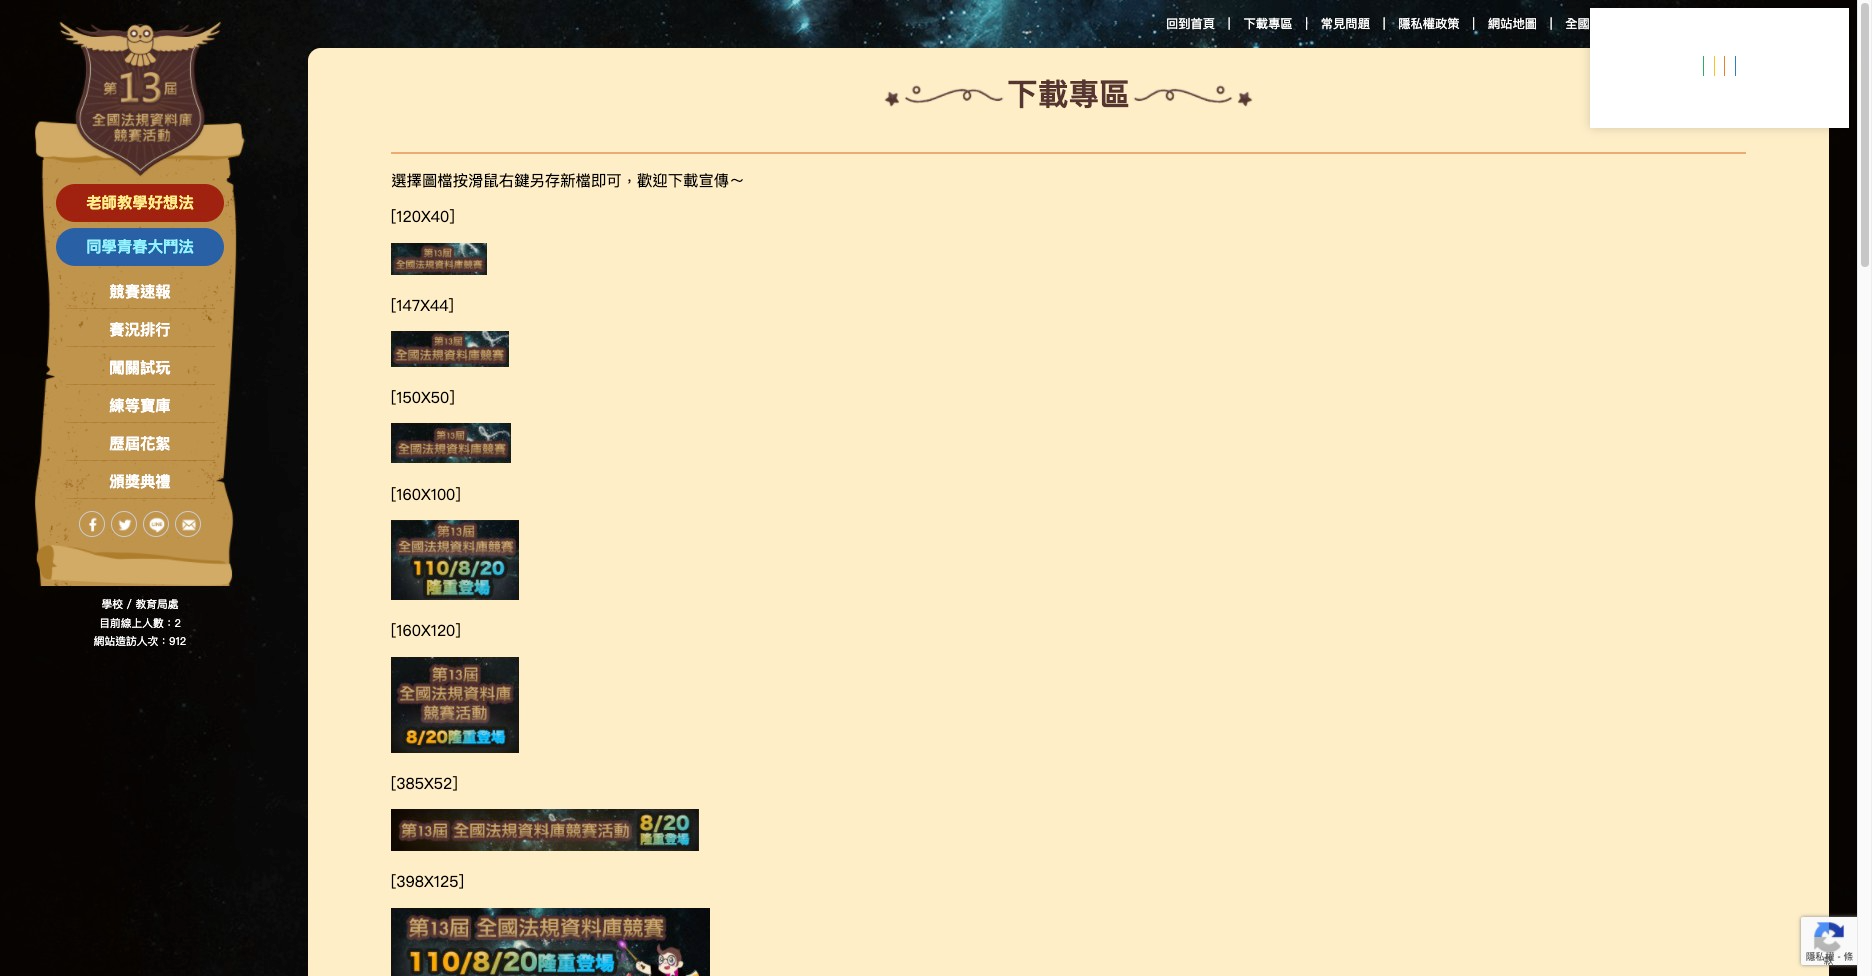 回到首頁 | 下載專區 | 常見問題 | 隱私權政策 | 網站地圖 | 全國
第13屆
全國法規資料庫
競賽活動
老師教學好想法
同學青春大鬥法
競賽速報
賽況排行
闖關試玩
練等寶庫
歷屆花絮
頒獎典禮
學校 / 教育局處
目前線上人數：2
網站造訪人次：912
下載專區
選擇圖檔按滑鼠右鍵另存新檔即可，歡迎下載宣傳～
[120X40]
第13屆
全國法規資料庫競賽
[147X44]
第13屆
全國法規資料庫競賽
[150X50]
第13屆
全國法規資料庫競賽
[160X100]
第13屆
全國法規資料庫競賽
110/8/20
隆重登場
[160X120]
第13屆
全國法規資料庫
競賽活動
8/20隆重登場
[385X52]
第13屆 全國法規資料庫競賽活動
8/20
隆重登場
[398X125]
第13屆 全國法規資料庫競賽
110/8/20隆重登場
隱私權 - 條款